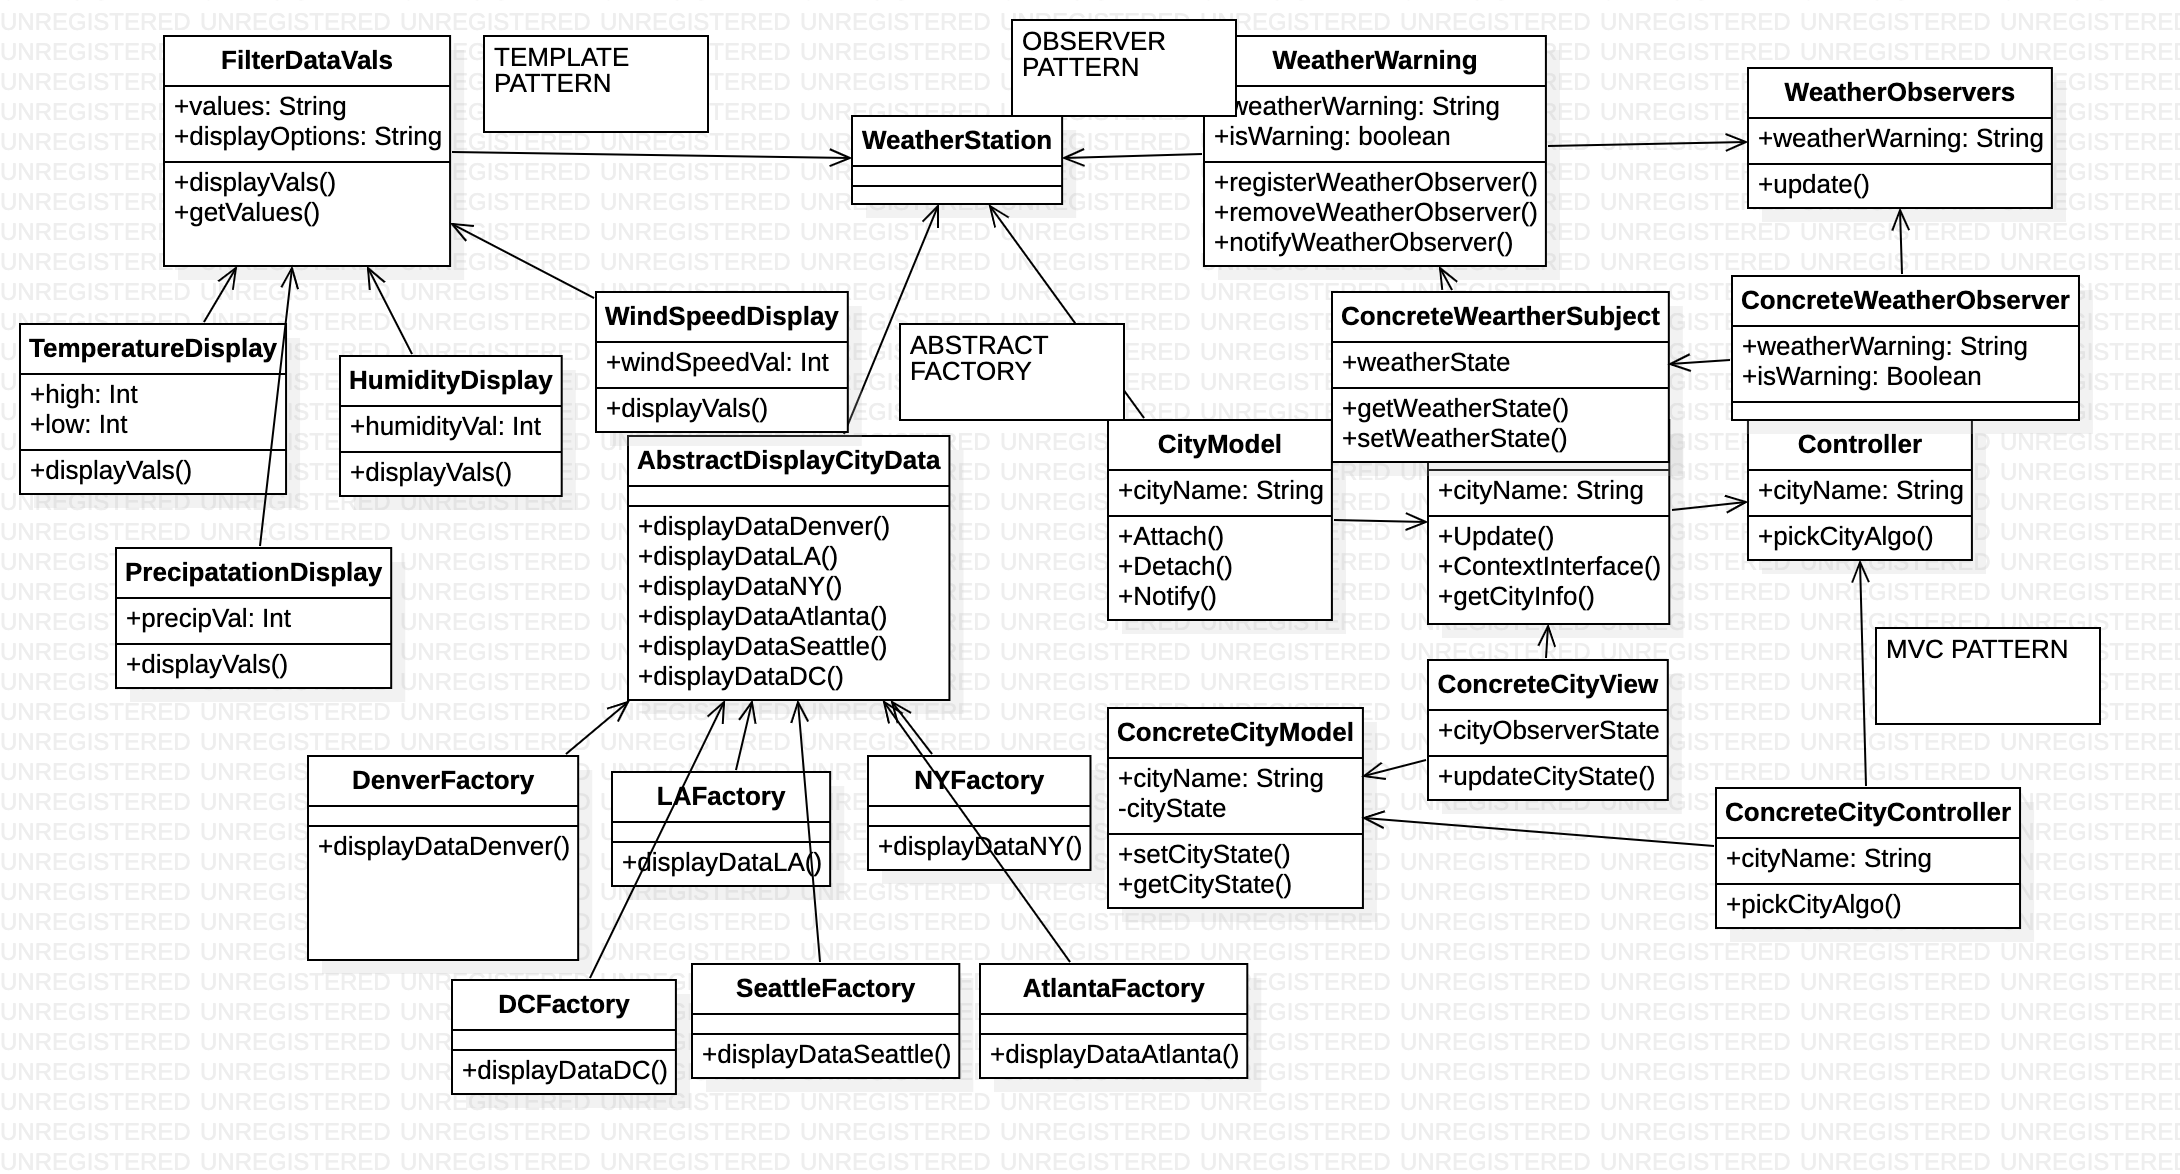 FilterDataVals
+values: String
+displayOptions: String
+displayVals()
+getValues()
TEMPLATE
PATTERN
OBSERVER
PATTERN
WeatherStation
WeatherWarning
weatherWarning: String
+isWarning: boolean
+registerWeatherObserver()
+removeWeatherObserver()
+notifyWeatherObserver()
WeatherObservers
+weatherWarning: String
+update()
TemperatureDisplay
+high: Int
+low: Int
+displayVals()
HumidityDisplay
+humidityVal: Int
+displayVals()
WindSpeedDisplay
+windSpeedVal: Int
+displayVals()
ABSTRACT
FACTORY
ConcreteWeartherSubject
+weatherState
+getWeatherState()
+setWeatherState()
ConcreteWeatherObserver
+weatherWarning: String
+isWarning: Boolean
PrecipatationDisplay
+precipVal: Int
+displayVals()
AbstractDisplayCityData
+displayDataDenver()
+displayDataLA()
+displayDataNY()
+displayDataAtlanta()
+displayDataSeattle()
+displayDataDC()
CityModel
+cityName: String
+Attach()
+Detach()
+Notify()
+cityName: String
+Update()
+ContextInterface()
+getCityInfo()
Controller
+cityName: String
+pickCityAlgo()
MVC PATTERN
ConcreteCityView
+cityObserverState
+updateCityState()
ConcreteCityModel
+cityName: String
-cityState
+setCityState()
+getCityState()
ConcreteCityController
+cityName: String
+pickCityAlgo()
DenverFactory
+displayDataDenver()
LAFactory
+displayDataLA()
NYFactory
+displayDataNY()
DCFactory
+displayDataDC()
SeattleFactory
+displayDataSeattle()
AtlantaFactory
+displayDataAtlanta()
UNREGISTERED